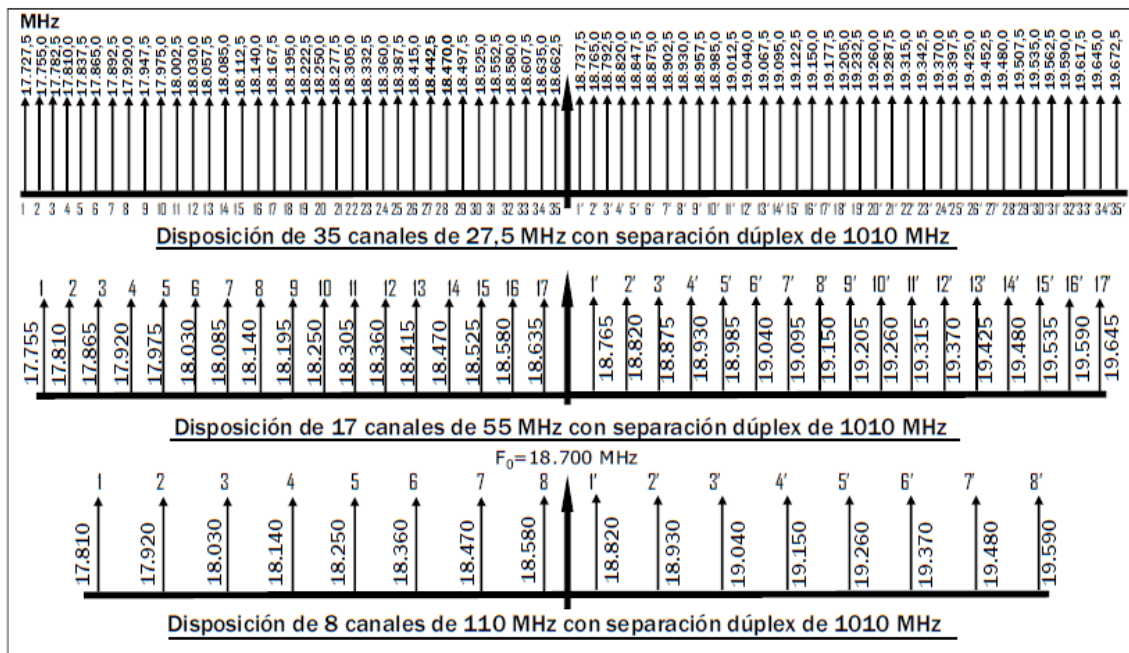 MHz
17.727,5 17.755,0 17.782,5 17.810,0 17.837,5 17.865,0 17.892,5 17.920,0 17.947,5 17.975,0 18.002,5 18.030,0 18.057,5 18.085,0 18.112,5 18.140,0 18.167,5 18.195,0 18.222,5 18.250,0 18.277,5 18.305,0 18.332,5 18.360,0 18.387,5 18.415,0 18.442,5 18.470,0 18.497,5 18.525,0 18.552,5 18.580,0 18.607,5 18.635,0 18.662,5 18.737,5 18.765,0 18.792,5 18.820,0 18.847,5 18.875,0 18.902,5 18.930,0 18.957,5 18.985,0 19.012,5 19.040,0 19.067,5 19.095,0 19.122,5 19.150,0 19.177,5 19.205,0 19.232,5 19.260,0 19.287,5 19.315,0 19.342,5 19.370,0 19.397,5 19.425,0 19.452,5 19.480,0 19.507,5 19.535,0 19.562,5 19.590,0 19.617,5 19.645,0 19.672,5
1 2 3 4 5 6 7 8 9 10 11 12 13 14 15 16 17 18 19 20 21 22 23 24 25 26 27 28 29 30 31 32 33 34 35 1' 2' 3' 4' 5' 6' 7' 8' 9' 10' 11' 12' 13' 14' 15' 16' 17' 18' 19' 20' 21' 22' 23' 24' 25' 26' 27' 28' 29' 30' 31' 32' 33' 34' 35'
Disposición de 35 canales de 27,5 MHz con separación dúplex de 1010 MHz
1 2 3 4 5 6 7 8 9 10 11 12 13 14 15 16 17 1' 2' 3' 4' 5' 6' 7' 8' 9' 10' 11' 12' 13' 14' 15' 16' 17'
17.755 17.810 17.865 17.920 17.975 18.030 18.085 18.140 18.195 18.250 18.305 18.360 18.415 18.470 18.525 18.580 18.635 18.765 18.820 18.875 18.930 18.985 19.040 19.095 19.150 19.205 19.260 19.315 19.370 19.425 19.480 19.535 19.590 19.645
Disposición de 17 canales de 55 MHz con separación dúplex de 1010 MHz
F0=18.700 MHz
1 2 3 4 5 6 7 8 1' 2' 3' 4' 5' 6' 7' 8'
17.810 17.920 18.030 18.140 18.250 18.360 18.470 18.580 18.820 18.930 19.040 19.150 19.260 19.370 19.480 19.590
Disposición de 8 canales de 110 MHz con separación dúplex de 1010 MHz